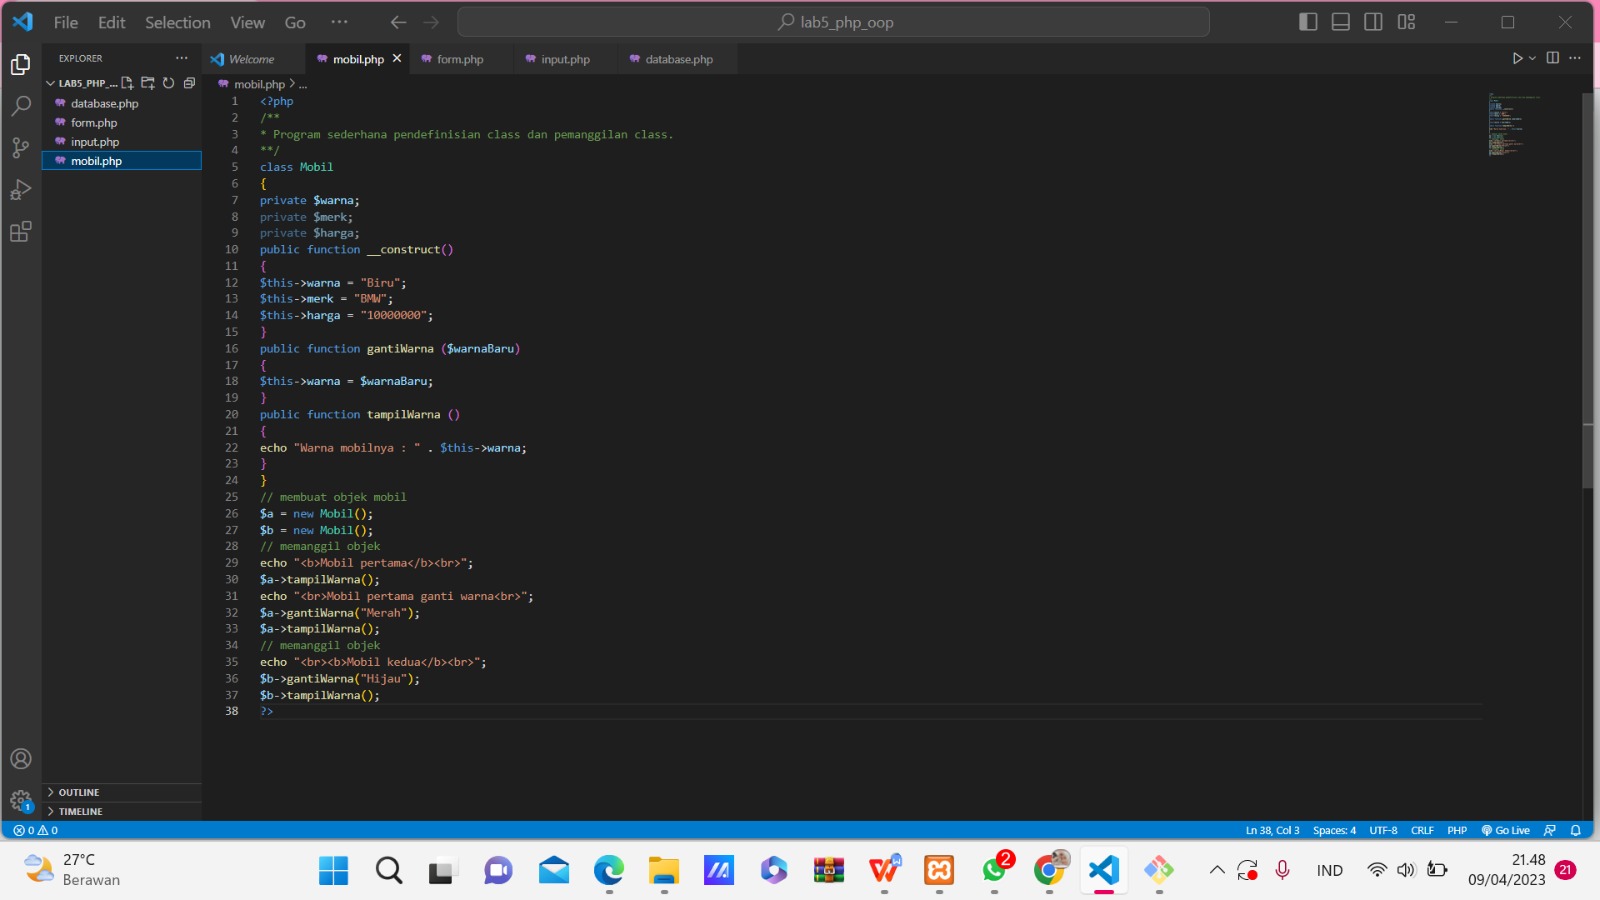 File Edit Selection View Go ··· lab5_php_oop
EXPLORER ···
LAB5_PHP_...
database.php
form.php
input.php
mobil.php
Welcome mobil.php form.php input.php database.php
mobil.php > ...
1 <?php
2 /**
3 * Program sederhana pendefinisian class dan pemanggilan class.
4 **/
5 class Mobil
6 {
7 private $warna;
8 private $merk;
9 private $harga;
10 public function __construct()
11 {
12 $this->warna = "Biru";
13 $this->merk = "BMW";
14 $this->harga = "10000000";
15 }
16 public function gantiWarna ($warnaBaru)
17 {
18 $this->warna = $warnaBaru;
19 }
20 public function tampilWarna ()
21 {
22 echo "Warna mobilnya : " . $this->warna;
23 }
24 }
25 // membuat objek mobil
26 $a = new Mobil();
27 $b = new Mobil();
28 // memanggil objek
29 echo "<b>Mobil pertama</b><br>";
30 $a->tampilWarna();
31 echo "<br>Mobil pertama ganti warna<br>";
32 $a->gantiWarna("Merah");
33 $a->tampilWarna();
34 // memanggil objek
35 echo "<br><b>Mobil kedua</b><br>";
36 $b->gantiWarna("Hijau");
37 $b->tampilWarna();
38 ?>
OUTLINE
TIMELINE
1
0 0 Ln 38, Col 3 Spaces: 4 UTF-8 CRLF PHP Go Live
27°C
Berawan
2
IND
21.48
09/04/2023
21